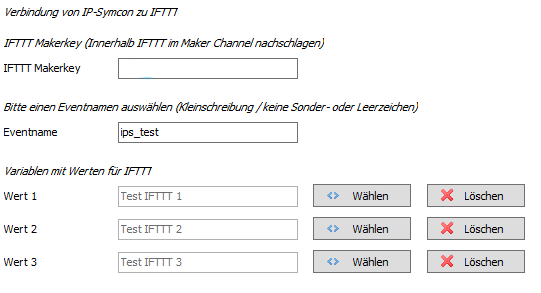 Verbindung von IP-Symcon zu IFTTT
IFTTT Makerkey (Innerhalb IFTTT im Maker Channel nachschlagen)
IFTTT Makerkey
Bitte einen Eventnamen auswählen (Kleinschreibung / keine Sonder- oder Leerzeichen)
Eventname ips_test
Variablen mit Werten für IFTTT
Wert 1 Test IFTTT 1 Wählen Löschen
Wert 2 Test IFTTT 2 Wählen Löschen
Wert 3 Test IFTTT 3 Wählen Löschen